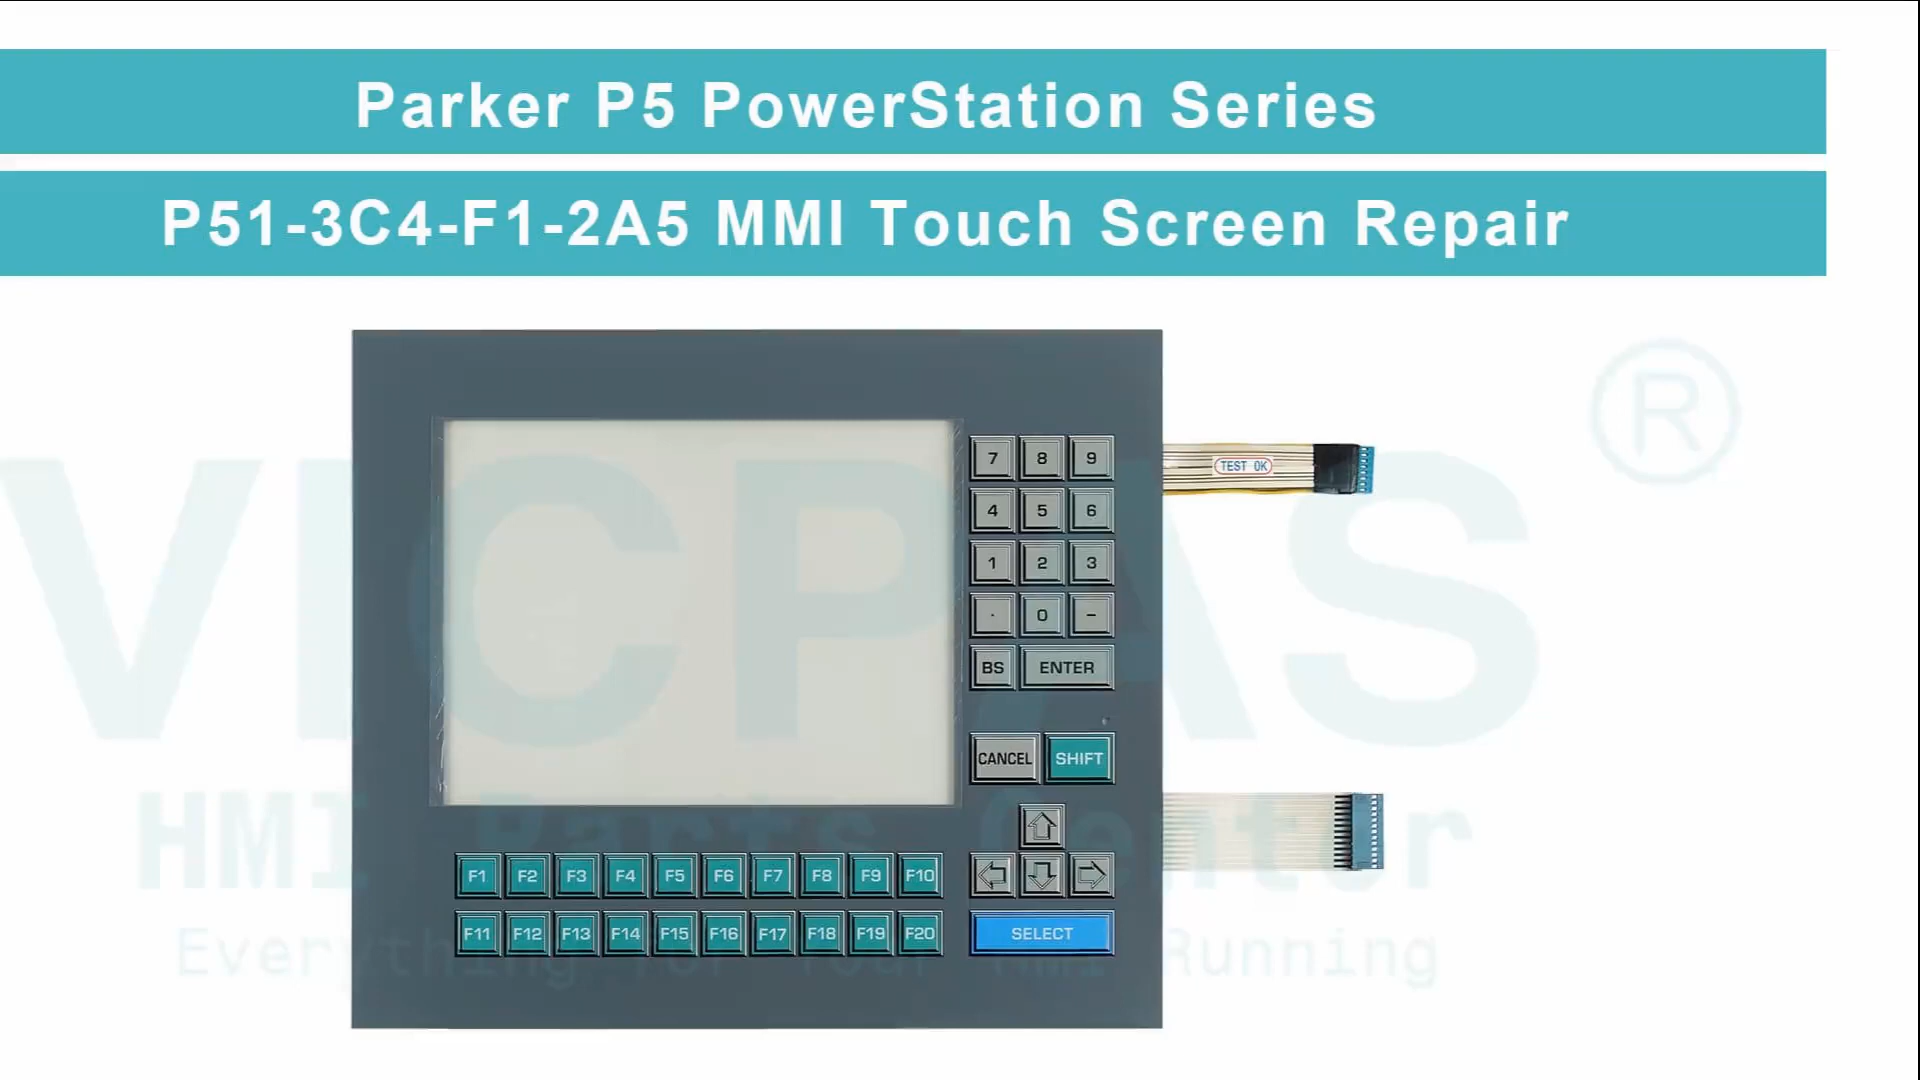 Parker P5 PowerStation Series
P51-3C4-F1-2A5 MMI Touch Screen Repair
®
VICPAS
HMI Parts Center
Everything for Your HMI Running
TEST OK
7 8 9
4 5 6
1 2 3
. 0 -
BS ENTER
CANCEL SHIFT
F1 F2 F3 F4 F5 F6 F7 F8 F9 F10
F11 F12 F13 F14 F15 F16 F17 F18 F19 F20
SELECT